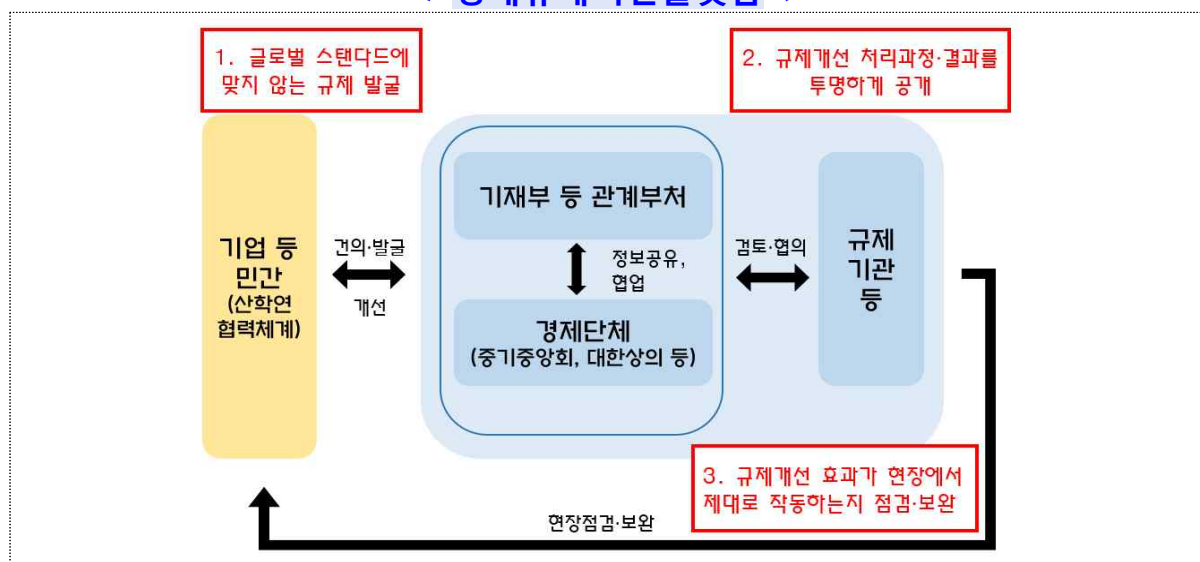 1. 글로벌 스탠다드에
맞지 않는 규제 발굴
2. 규제개선 처리과정·결과를
투명하게 공개
기업 등
민간
(산학연
협력체계)
건의·발굴
개선
기재부 등 관계부처
정보공유,
협업
경제단체
(중기중앙회, 대한상의 등)
검토·협의
규제
기관
등
3. 규제개선 효과가 현장에서
제대로 작동하는지 점검·보완
현장점검·보완